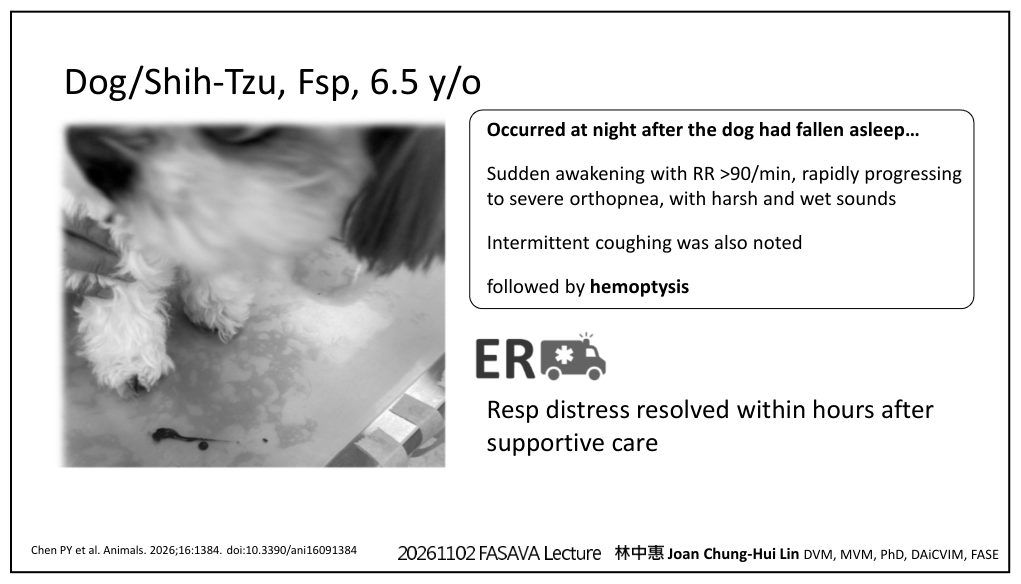 Dog/Shih-Tzu, Fsp, 6.5 y/o
Occurred at night after the dog had fallen asleep…
Sudden awakening with RR >90/min, rapidly progressing
to severe orthopnea, with harsh and wet sounds
Intermittent coughing was also noted
followed by hemoptysis
ER
Resp distress resolved within hours after
supportive care
Chen PY et al. Animals. 2026;16:1384. doi:10.3390/ani16091384
20261102 FASAVA Lecture 林中惠 Joan Chung-Hui Lin DVM, MVM, PhD, DAiCVIM, FASE